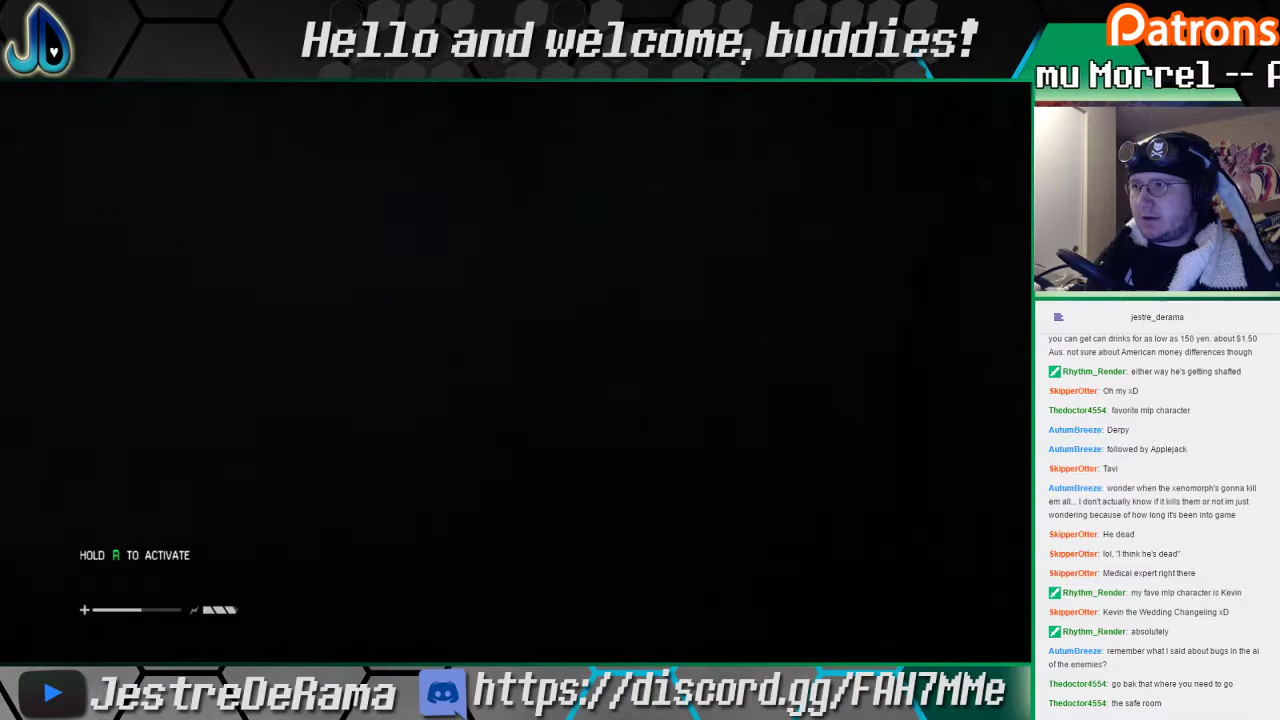 JD
Hello and welcome, buddies!
Patrons
mu Morrel -- A
jestre_derama
you can get can drinks for as low as 150 yen. about $1.50
Aus. not sure about American money differences though
Rhythm_Render: either way he's getting shafted
SkipperOtter: Oh my xD
Thedoctor4554: favorite mlp character
AutumBreeze: Derpy
AutumBreeze: followed by Applejack
SkipperOtter: Tavi
AutumBreeze: wonder when the xenomorph's gonna kill
em all... I don't actually know if it kills them or not im just
wondering because of how long it's been into game
SkipperOtter: He dead
SkipperOtter: lol, "I think he's dead"
SkipperOtter: Medical expert right there
Rhythm_Render: my fave mlp character is Kevin
SkipperOtter: Kevin the Wedding Changeling xD
Rhythm_Render: absolutely
AutumBreeze: remember what I said about bugs in the ai
of the enemies?
Thedoctor4554: go bak that where you need to go
Thedoctor4554: the safe room
HOLD A TO ACTIVATE
JestreDeRama
https://discord.gg/FAH7MMe